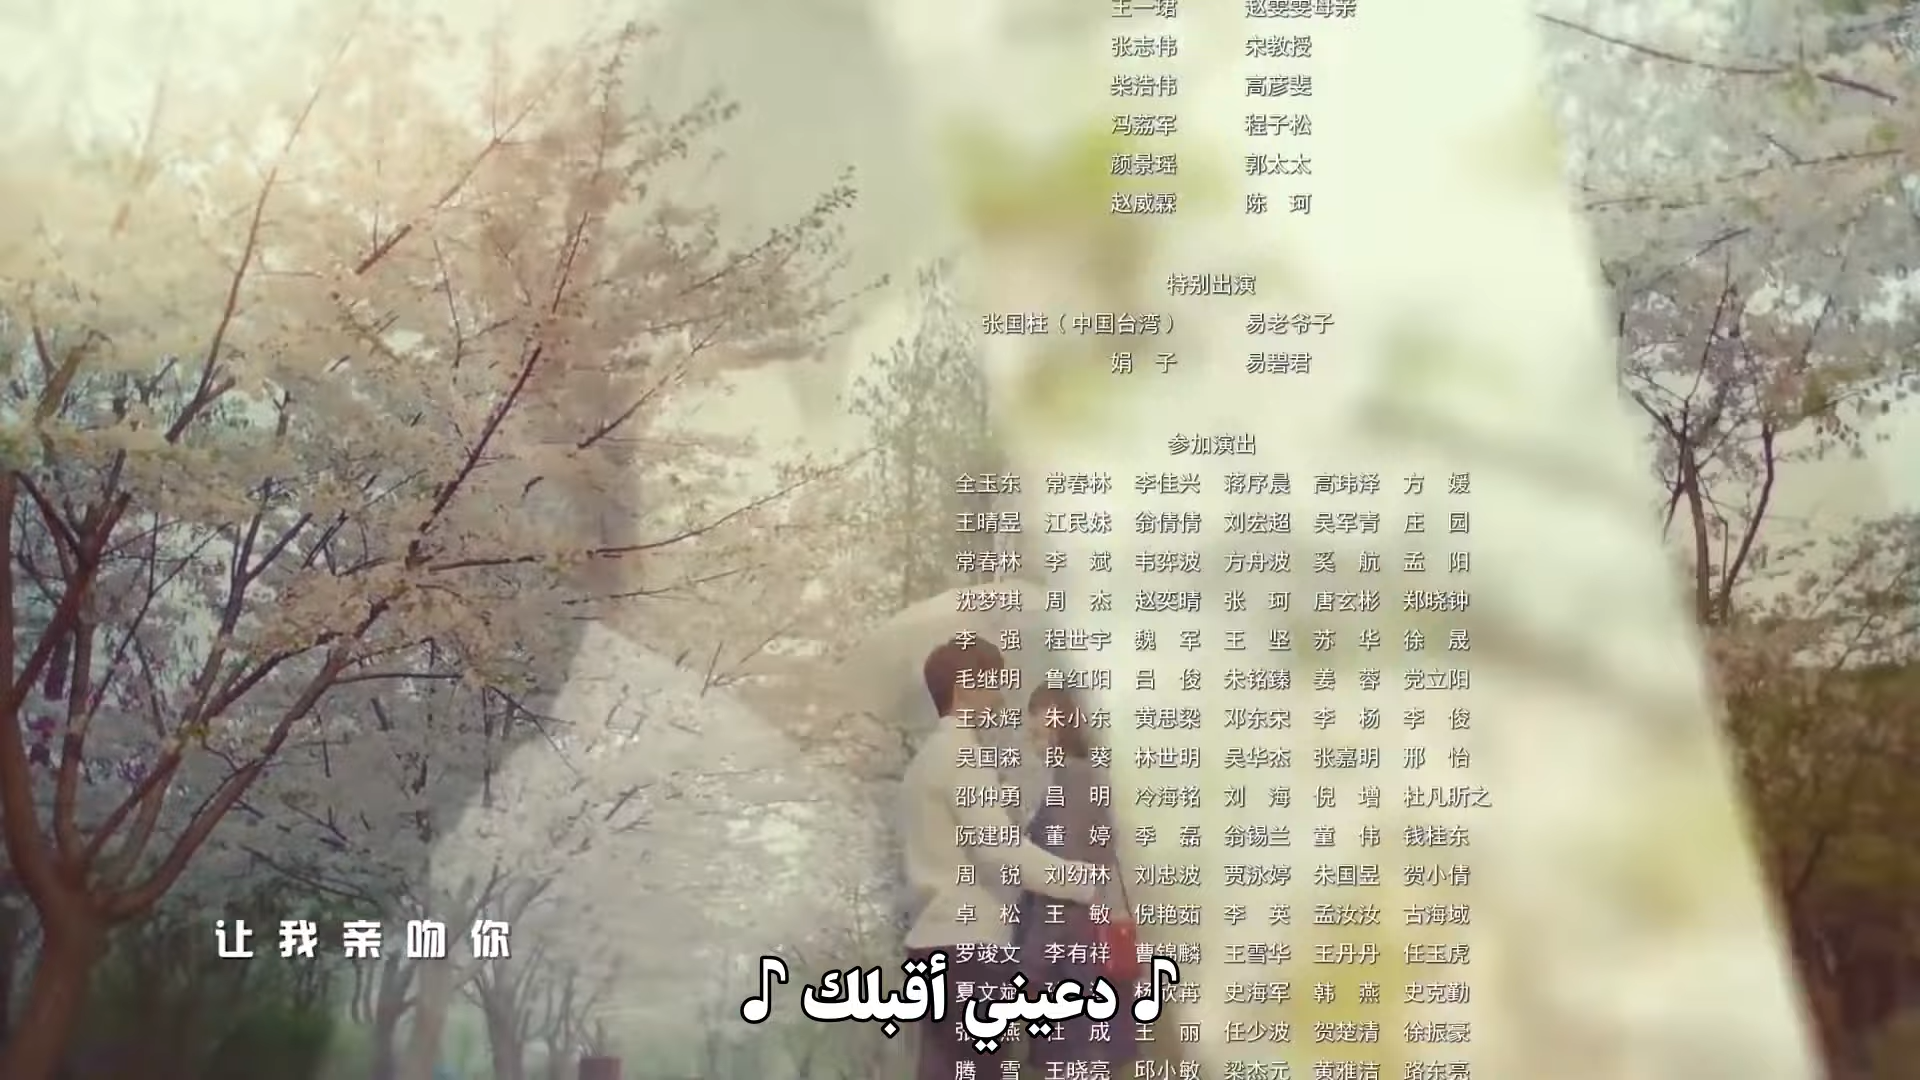 王一珺 赵雯雯母亲
张志伟 宋教授
柴浩伟 高彦斐
冯荔军 程子松
颜景瑶 郭太太
赵威霖 陈 珂
特别出演
张国柱（中国台湾） 易老爷子
娟 子 易碧君
参加演出
全玉东 常春林 李佳兴 蒋序晨 高玮泽 方 媛
王晴昱 江民妹 翁倩倩 刘宏超 吴军青 庄 园
常春林 李 斌 韦弈波 方舟波 奚 航 孟 阳
沈梦琪 周 杰 赵奕晴 张 珂 唐玄彬 郑晓钟
李 强 程世宇 魏 军 王 坚 苏 华 徐 晟
毛继明 鲁红阳 吕 俊 朱铭臻 姜 蓉 党立阳
王永辉 朱小东 黄思梁 邓东宋 李 杨 李 俊
吴国森 段 葵 林世明 吴华杰 张嘉明 邢 怡
邵仲勇 昌 明 冷海铭 刘 海 倪 增 杜凡昕之
阮建明 董 婷 季 磊 翁锡兰 童 伟 钱桂东
周 锐 刘幼林 刘忠波 贾泳婷 朱国昱 贺小倩
卓 松 王 敏 倪艳茹 李 英 孟汝汝 古海域
罗竣文 李有祥 曹锦麟 王雪华 王丹丹 任玉虎
夏文斌 史海军 韩 燕 史克勤
燕 杜 成 王 丽 任少波 贺楚清 徐振豪
腾 雪 王晓亮 邱小敏 梁杰元 黄雅洁 路东亮
让我亲吻你
♪ دعيني أقبلك ♪